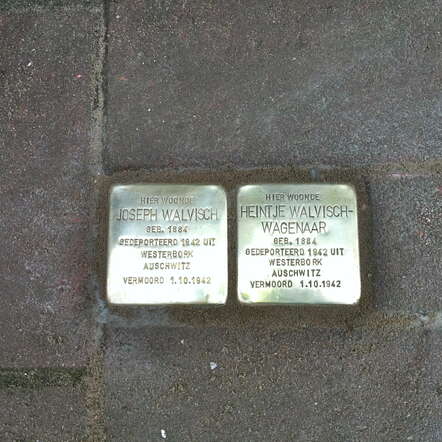 HIER WOONDE
JOSEPH WALVISCH
GEB. 1884
GEDEPORTEERD 1942 UIT
WESTERBORK
AUSCHWITZ
VERMOORD 1.10.1942
HIER WOONDE
HEINTJE WALVISCH-
WAGENAAR
GEB. 1884
GEDEPORTEERD 1942 UIT
WESTERBORK
AUSCHWITZ
VERMOORD 1.10.1942